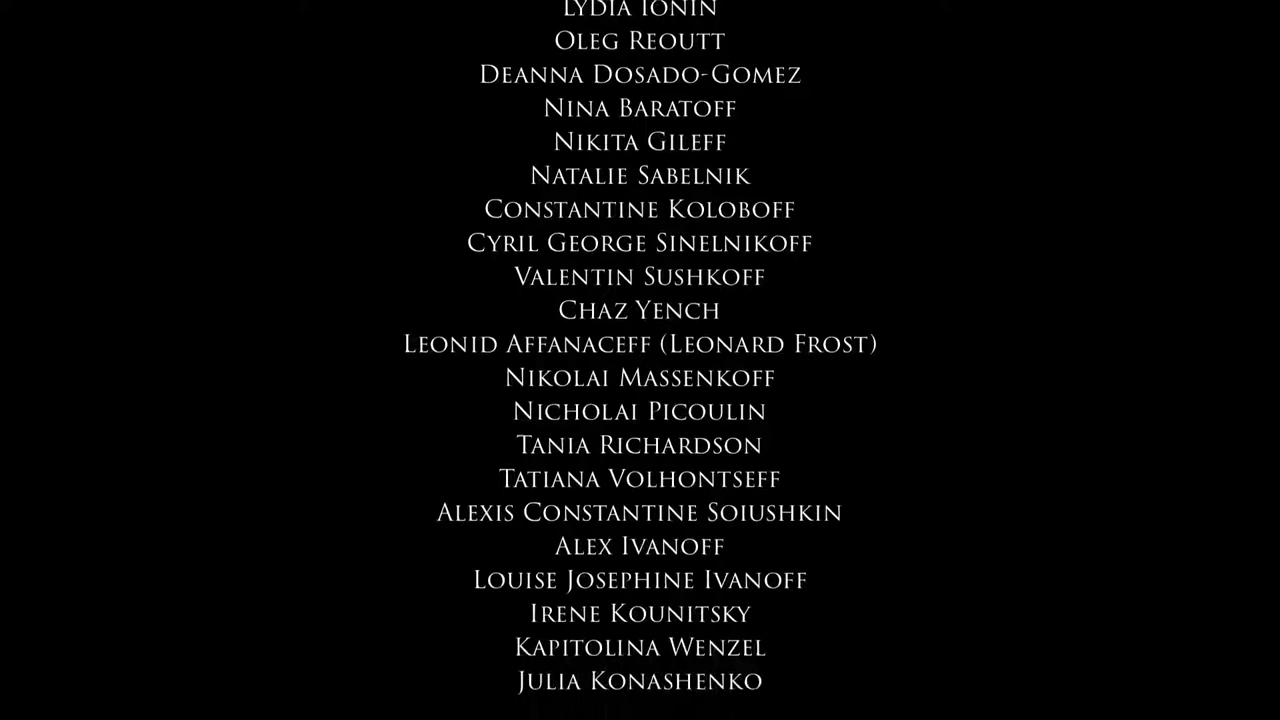 Lydia Ionin
Oleg Reoutt
Deanna Dosado-Gomez
Nina Baratoff
Nikita Gileff
Natalie Sabelnik
Constantine Koloboff
Cyril George Sinelnikoff
Valentin Sushkoff
Chaz Yench
Leonid Affanaceff (Leonard Frost)
Nikolai Massenkoff
Nicholai Picoulin
Tania Richardson
Tatiana Volhontseff
Alexis Constantine Soiushkin
Alex Ivanoff
Louise Josephine Ivanoff
Irene Kounitsky
Kapitolina Wenzel
Julia Konashenko